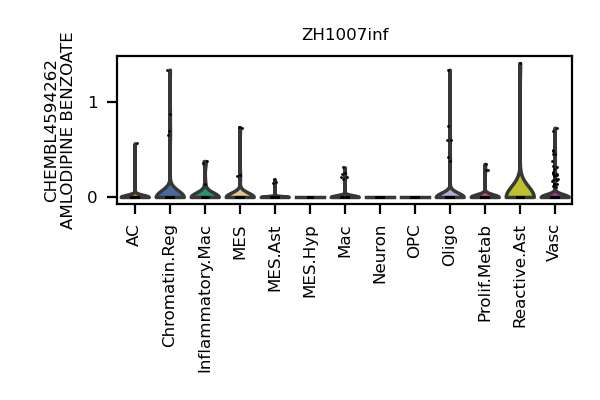 ZH1007inf
CHEMBL4594262
AMLODIPINE BENZOATE
1
0
AC
Chromatin.Reg
Inflammatory.Mac
MES
MES.Ast
MES.Hyp
Mac
Neuron
OPC
Oligo
Prolif.Metab
Reactive.Ast
Vasc